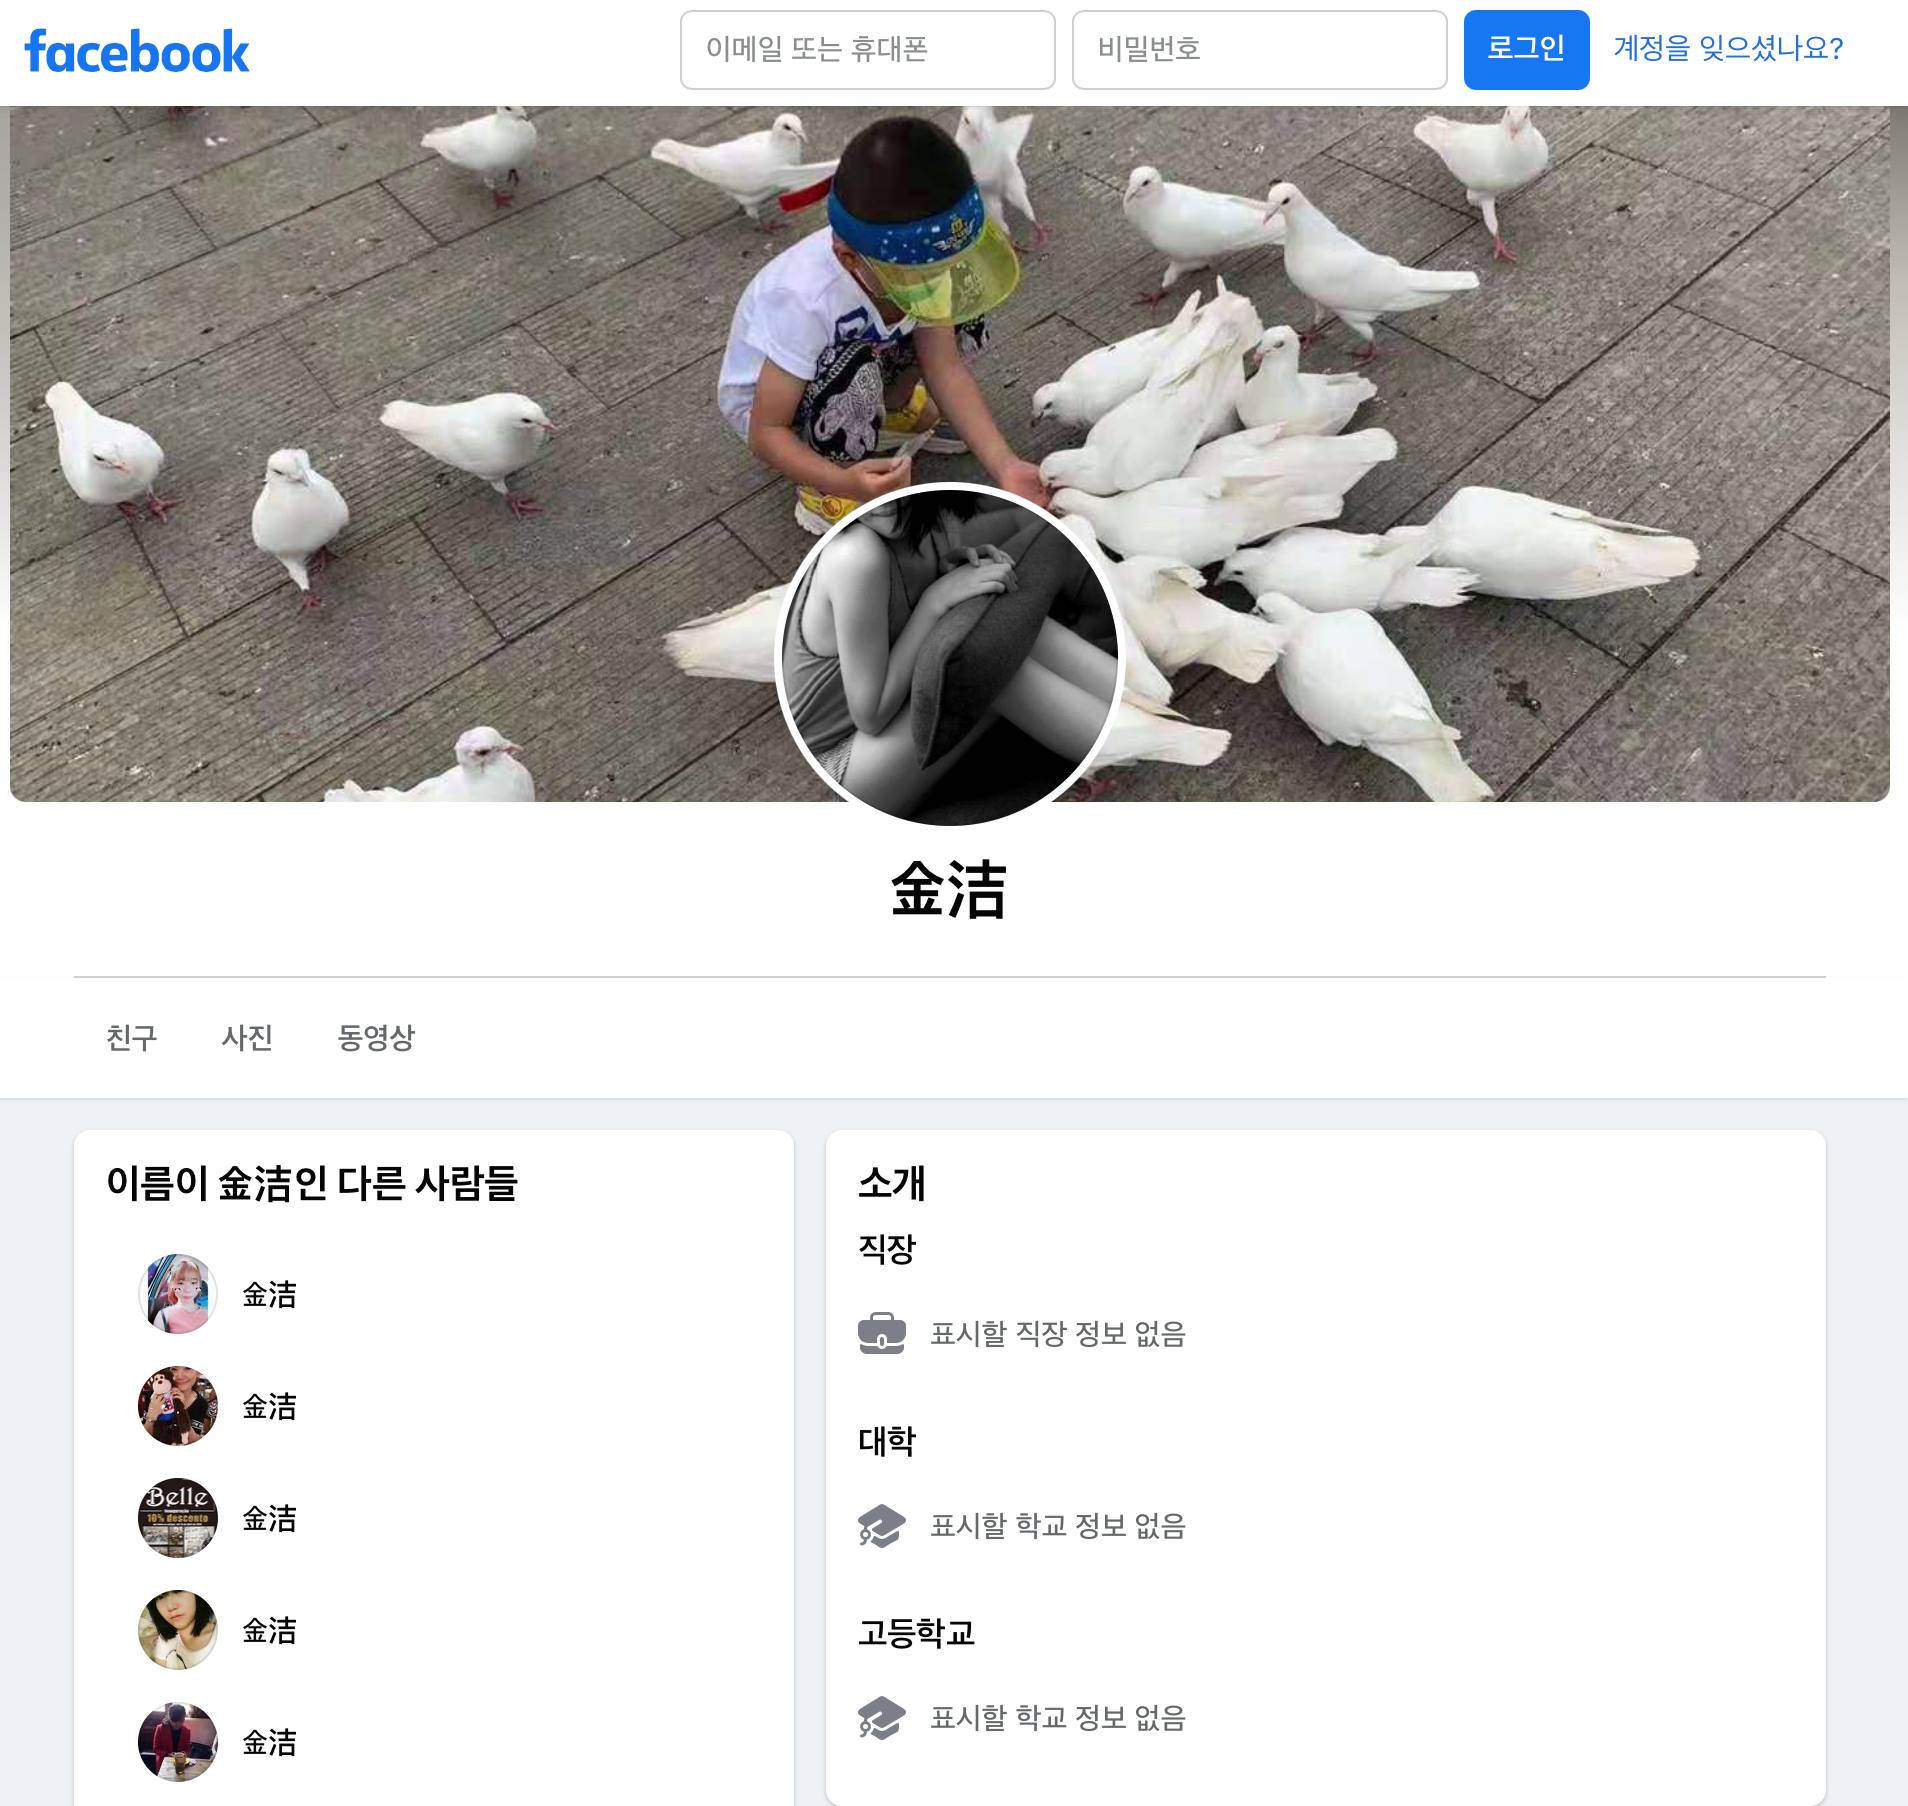 facebook
이메일 또는 휴대폰
비밀번호
로그인
계정을 잊으셨나요?
金洁
친구
사진
동영상
이름이 金洁인 다른 사람들
金洁
金洁
Belle
10% desconto
金洁
金洁
金洁
소개
직장
표시할 직장 정보 없음
대학
표시할 학교 정보 없음
고등학교
표시할 학교 정보 없음